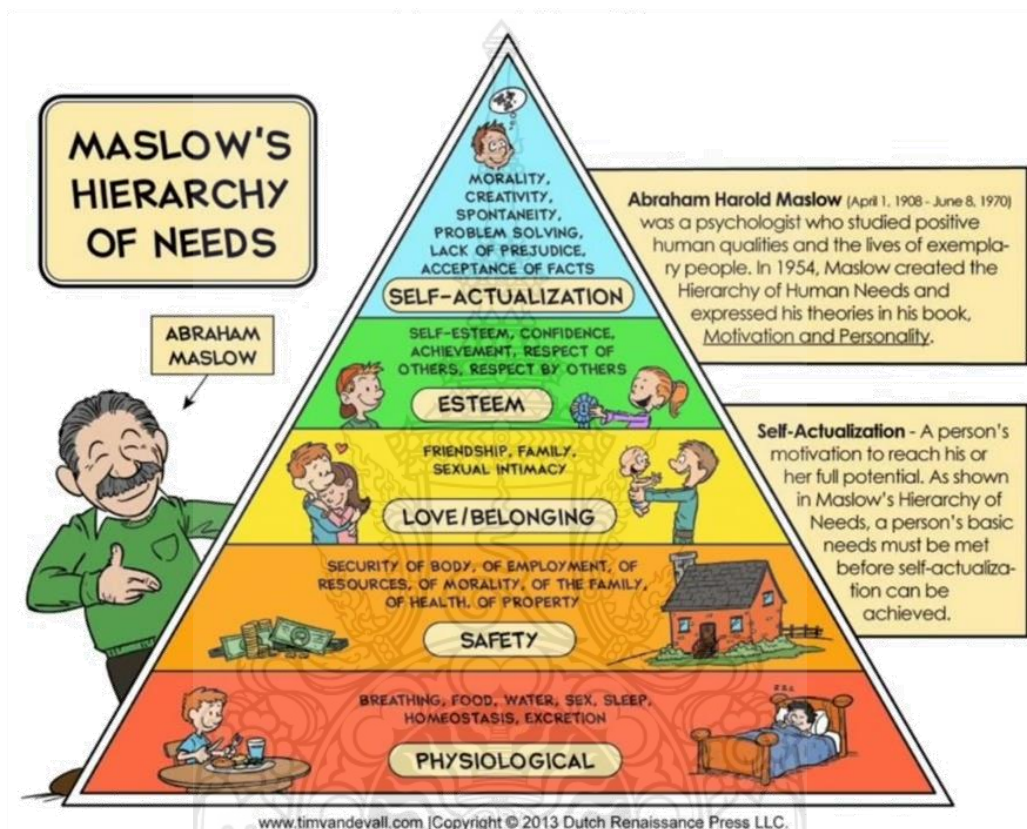 MASLOW'S
HIERARCHY
OF NEEDS
ABRAHAM
MASLOW
MORALITY,
CREATIVITY,
SPONTANEITY,
PROBLEM SOLVING,
LACK OF PREJUDICE,
ACCEPTANCE OF FACTS
SELF-ACTUALIZATION
SELF-ESTEEM, CONFIDENCE,
ACHIEVEMENT, RESPECT OF
OTHERS, RESPECT BY OTHERS
ESTEEM
FRIENDSHIP, FAMILY,
SEXUAL INTIMACY
LOVE/BELONGING
SECURITY OF BODY, OF EMPLOYMENT, OF
RESOURCES, OF MORALITY, OF THE FAMILY,
OF HEALTH, OF PROPERTY
SAFETY
BREATHING, FOOD, WATER, SEX, SLEEP,
HOMEOSTASIS, EXCRETION
PHYSIOLOGICAL
Abraham Harold Maslow (April 1, 1908 - June 8, 1970)
was a psychologist who studied positive
human qualities and the lives of exempla-
ry people. In 1954, Maslow created the
Hierarchy of Human Needs and
expressed his theories in his book,
Motivation and Personality.
Self-Actualization - A person's
motivation to reach his or
her full potential. As shown
in Maslow's Hierarchy of
Needs, a person's basic
needs must be met
before self-actualiza-
tion can be
achieved.
www.timvandevall.com |Copyright © 2013 Dutch Renaissance Press LLC.